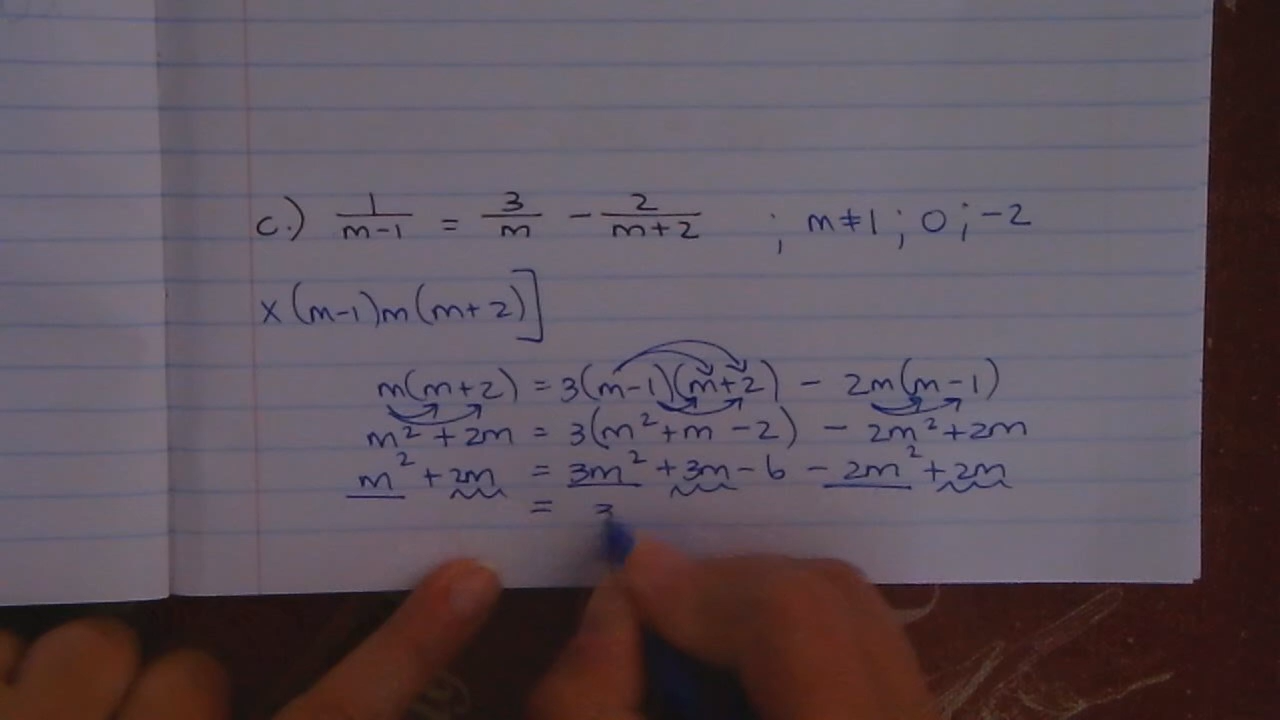 c.) 1/(m-1) = 3/m - 2/(m+2) ; m≠1 ; 0 ; -2
x(m-1)m(m+2)]
m(m+2) = 3(m-1)(m+2) - 2m(m-1)
m² + 2m = 3(m²+m-2) - 2m²+2m
m² + 2m = 3m² + 3m - 6 - 2m² + 2m
= 3